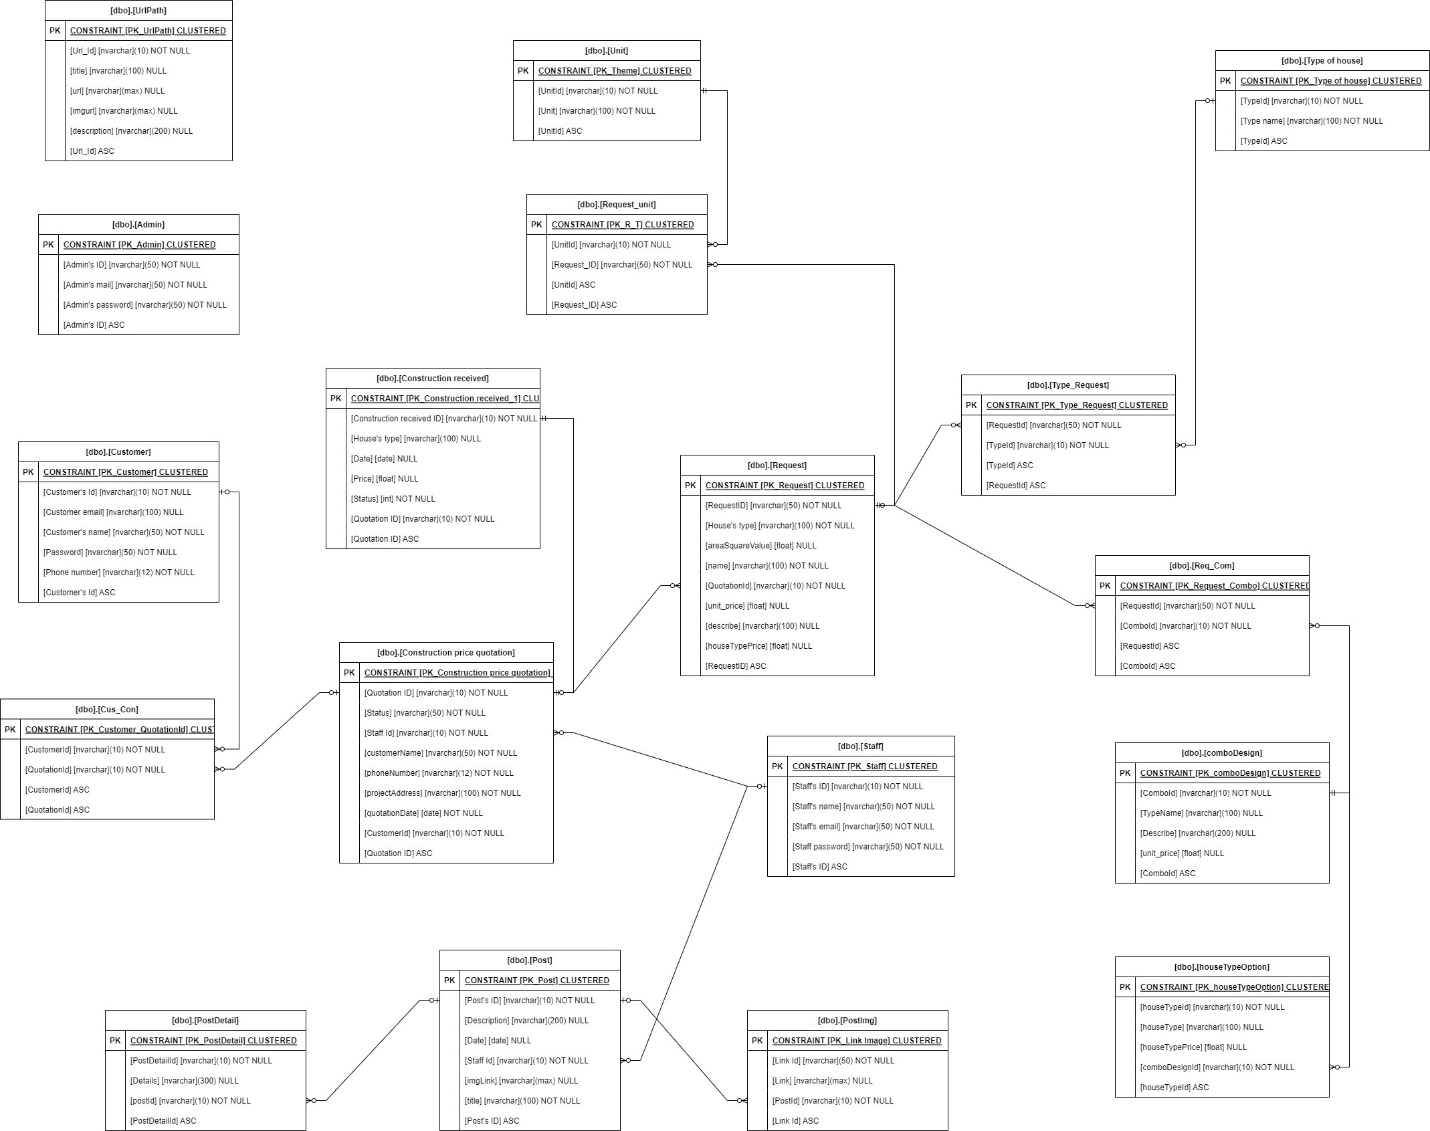 [dbo].[UrlPath]
PK CONSTRAINT [PK_UrlPath] CLUSTERED
[Url_Id] [nvarchar](10) NOT NULL
[title] [nvarchar](100) NULL
[url] [nvarchar](max) NULL
[imgurl] [nvarchar](max) NULL
[description] [nvarchar](200) NULL
[Url_Id] ASC
[dbo].[Unit]
PK CONSTRAINT [PK_Theme] CLUSTERED
[UnitId] [nvarchar](10) NOT NULL
[Unit] [nvarchar](100) NOT NULL
[UnitId] ASC
[dbo].[Type of house]
PK CONSTRAINT [PK_Type of house] CLUSTERED
[TypeId] [nvarchar](10) NOT NULL
[Type name] [nvarchar](100) NOT NULL
[TypeId] ASC
[dbo].[Admin]
PK CONSTRAINT [PK_Admin] CLUSTERED
[Admin's ID] [nvarchar](50) NOT NULL
[Admin's mail] [nvarchar](50) NOT NULL
[Admin's password] [nvarchar](50) NOT NULL
[Admin's ID] ASC
[dbo].[Request_unit]
PK CONSTRAINT [PK_R_T] CLUSTERED
[UnitId] [nvarchar](10) NOT NULL
[Request_ID] [nvarchar](50) NOT NULL
[UnitId] ASC
[Request_ID] ASC
[dbo].[Construction received]
PK CONSTRAINT [PK_Construction received_1] CLU
[Construction received ID] [nvarchar](10) NOT NULL
[House's type] [nvarchar](100) NULL
[Date] [date] NULL
[Price] [float] NULL
[Status] [int] NOT NULL
[Quotation ID] [nvarchar](10) NOT NULL
[Quotation ID] ASC
[dbo].[Type_Request]
PK CONSTRAINT [PK_Type_Request] CLUSTERED
[RequestId] [nvarchar](50) NOT NULL
[TypeId] [nvarchar](10) NOT NULL
[TypeId] ASC
[RequestId] ASC
[dbo].[Customer]
PK CONSTRAINT [PK_Customer] CLUSTERED
[Customer's Id] [nvarchar](10) NOT NULL
[Customer email] [nvarchar](100) NULL
[Customer's name] [nvarchar](50) NOT NULL
[Password] [nvarchar](50) NOT NULL
[Phone number] [nvarchar](12) NOT NULL
[Customer's Id] ASC
[dbo].[Request]
PK CONSTRAINT [PK_Request] CLUSTERED
[RequestID] [nvarchar](50) NOT NULL
[House's type] [nvarchar](100) NOT NULL
[areaSquareValue] [float] NULL
[name] [nvarchar](100) NOT NULL
[QuotationId] [nvarchar](10) NOT NULL
[unit_price] [float] NULL
[describe] [nvarchar](100) NULL
[houseTypePrice] [float] NULL
[RequestID] ASC
[dbo].[Req_Com]
PK CONSTRAINT [PK_Request_Combo] CLUSTERED
[RequestId] [nvarchar](50) NOT NULL
[ComboId] [nvarchar](10) NOT NULL
[RequestId] ASC
[ComboId] ASC
[dbo].[Construction price quotation]
PK CONSTRAINT [PK_Construction price quotation]
[Quotation ID] [nvarchar](10) NOT NULL
[Status] [nvarchar](50) NOT NULL
[Staff Id] [nvarchar](10) NOT NULL
[customerName] [nvarchar](50) NOT NULL
[phoneNumber] [nvarchar](12) NOT NULL
[projectAddress] [nvarchar](100) NOT NULL
[quotationDate] [date] NOT NULL
[CustomerId] [nvarchar](10) NOT NULL
[Quotation ID] ASC
[dbo].[Cus_Con]
PK CONSTRAINT [PK_Customer_QuotationId] CLUST
[CustomerId] [nvarchar](10) NOT NULL
[QuotationId] [nvarchar](10) NOT NULL
[CustomerId] ASC
[QuotationId] ASC
[dbo].[Staff]
PK CONSTRAINT [PK_Staff] CLUSTERED
[Staff's ID] [nvarchar](10) NOT NULL
[Staff's name] [nvarchar](50) NOT NULL
[Staff's email] [nvarchar](50) NOT NULL
[Staff password] [nvarchar](50) NOT NULL
[Staff's ID] ASC
[dbo].[comboDesign]
PK CONSTRAINT [PK_comboDesign] CLUSTERED
[ComboId] [nvarchar](10) NOT NULL
[TypeName] [nvarchar](100) NULL
[Describe] [nvarchar](200) NULL
[unit_price] [float] NULL
[ComboId] ASC
[dbo].[Post]
PK CONSTRAINT [PK_Post] CLUSTERED
[Post's ID] [nvarchar](10) NOT NULL
[Description] [nvarchar](200) NULL
[Date] [date] NULL
[Staff Id] [nvarchar](10) NOT NULL
[imgLink] [nvarchar](max) NULL
[title] [nvarchar](100) NULL
[Post's ID] ASC
[dbo].[houseTypeOption]
PK CONSTRAINT [PK_houseTypeOption] CLUSTERE
[houseTypeId] [nvarchar](10) NOT NULL
[houseType] [nvarchar](100) NULL
[houseTypePrice] [float] NULL
[comboDesignId] [nvarchar](10) NOT NULL
[houseTypeId] ASC
[dbo].[PostDetail]
PK CONSTRAINT [PK_PostDetail] CLUSTERED
[PostDetailId] [nvarchar](10) NOT NULL
[Details] [nvarchar](300) NULL
[postId] [nvarchar](10) NOT NULL
[PostDetailId] ASC
[dbo].[PostImg]
PK CONSTRAINT [PK_Link Image] CLUSTERED
[Link Id] [nvarchar](50) NOT NULL
[Link] [nvarchar](max) NULL
[PostId] [nvarchar](10) NOT NULL
[Link Id] ASC